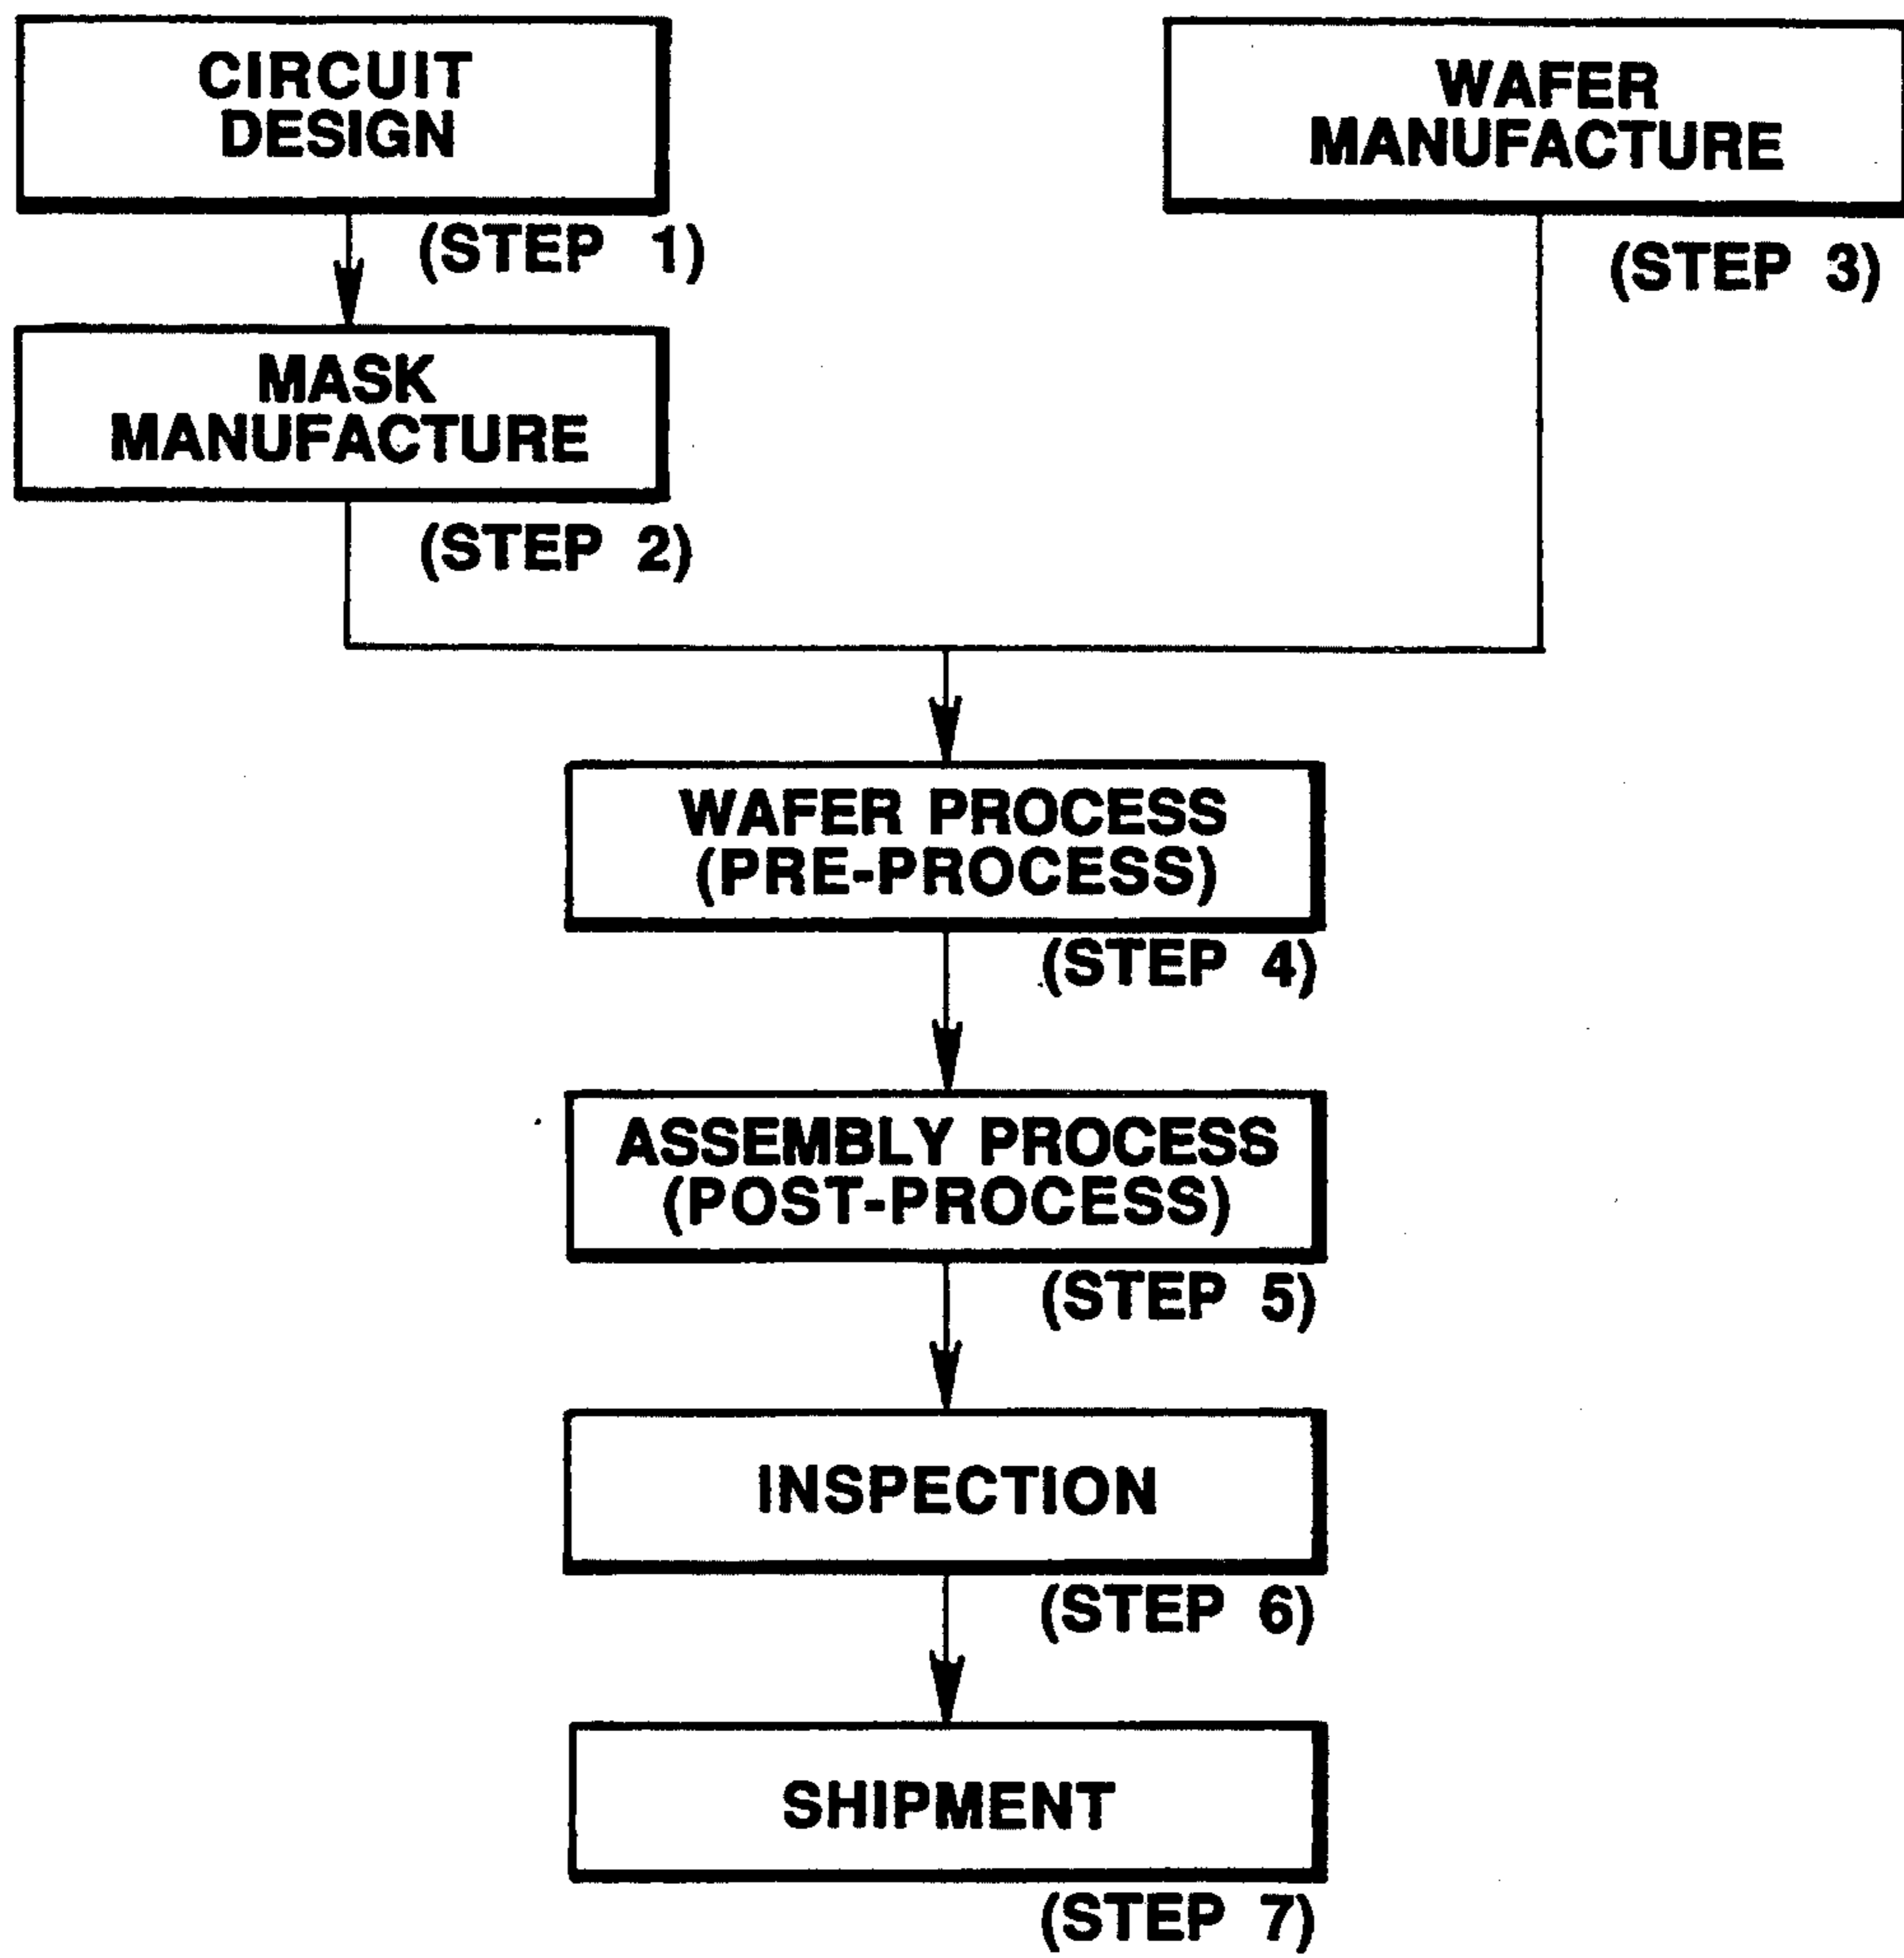 CIRCUIT
DESIGN
(STEP 1)
WAFER
MANUFACTURE
(STEP 3)
MASK
MANUFACTURE
(STEP 2)
WAFER PROCESS
(PRE-PROCESS)
(STEP 4)
ASSEMBLY PROCESS
(POST-PROCESS)
(STEP 5)
INSPECTION
(STEP 6)
SHIPMENT
(STEP 7)